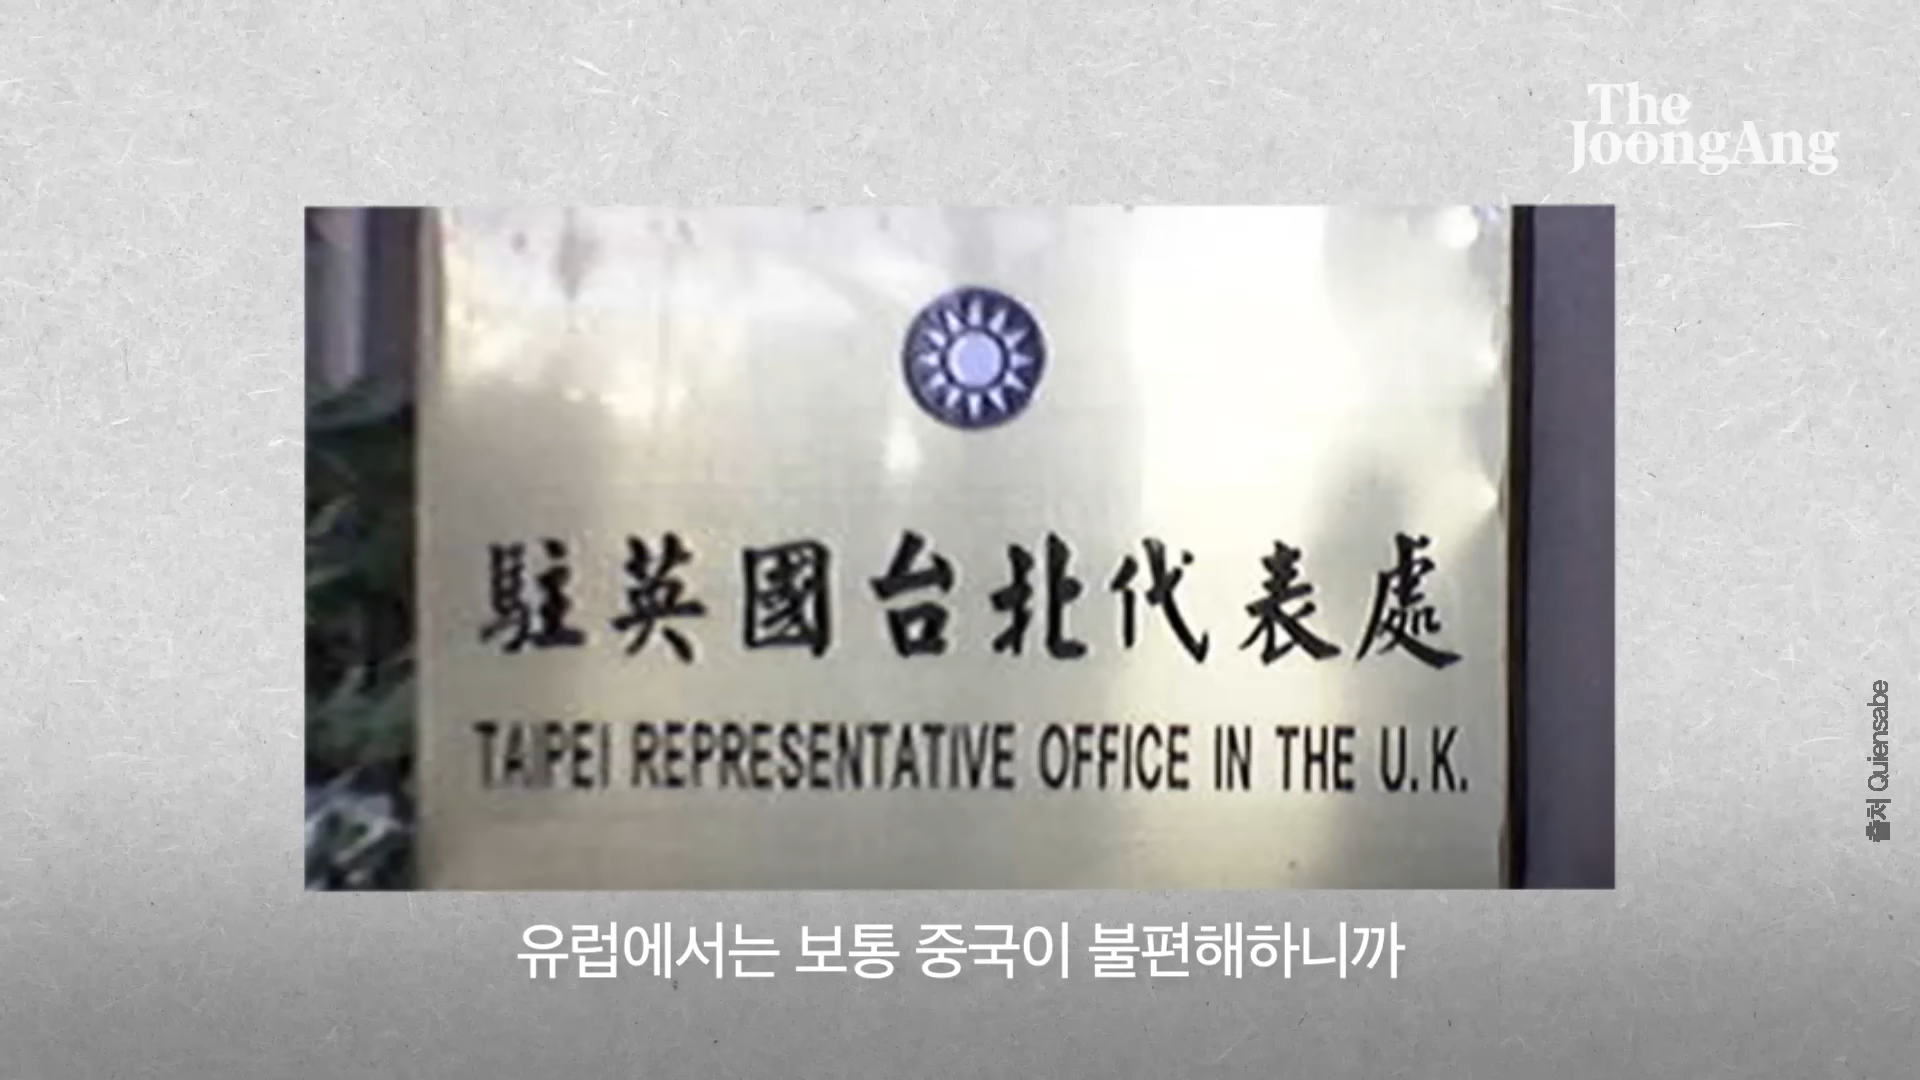 The
JoongAng
駐英國台北代表處
TAIPEI REPRESENTATIVE OFFICE IN THE U.K.
출처 Quiensabe
유럽에서는 보통 중국이 불편해하니까